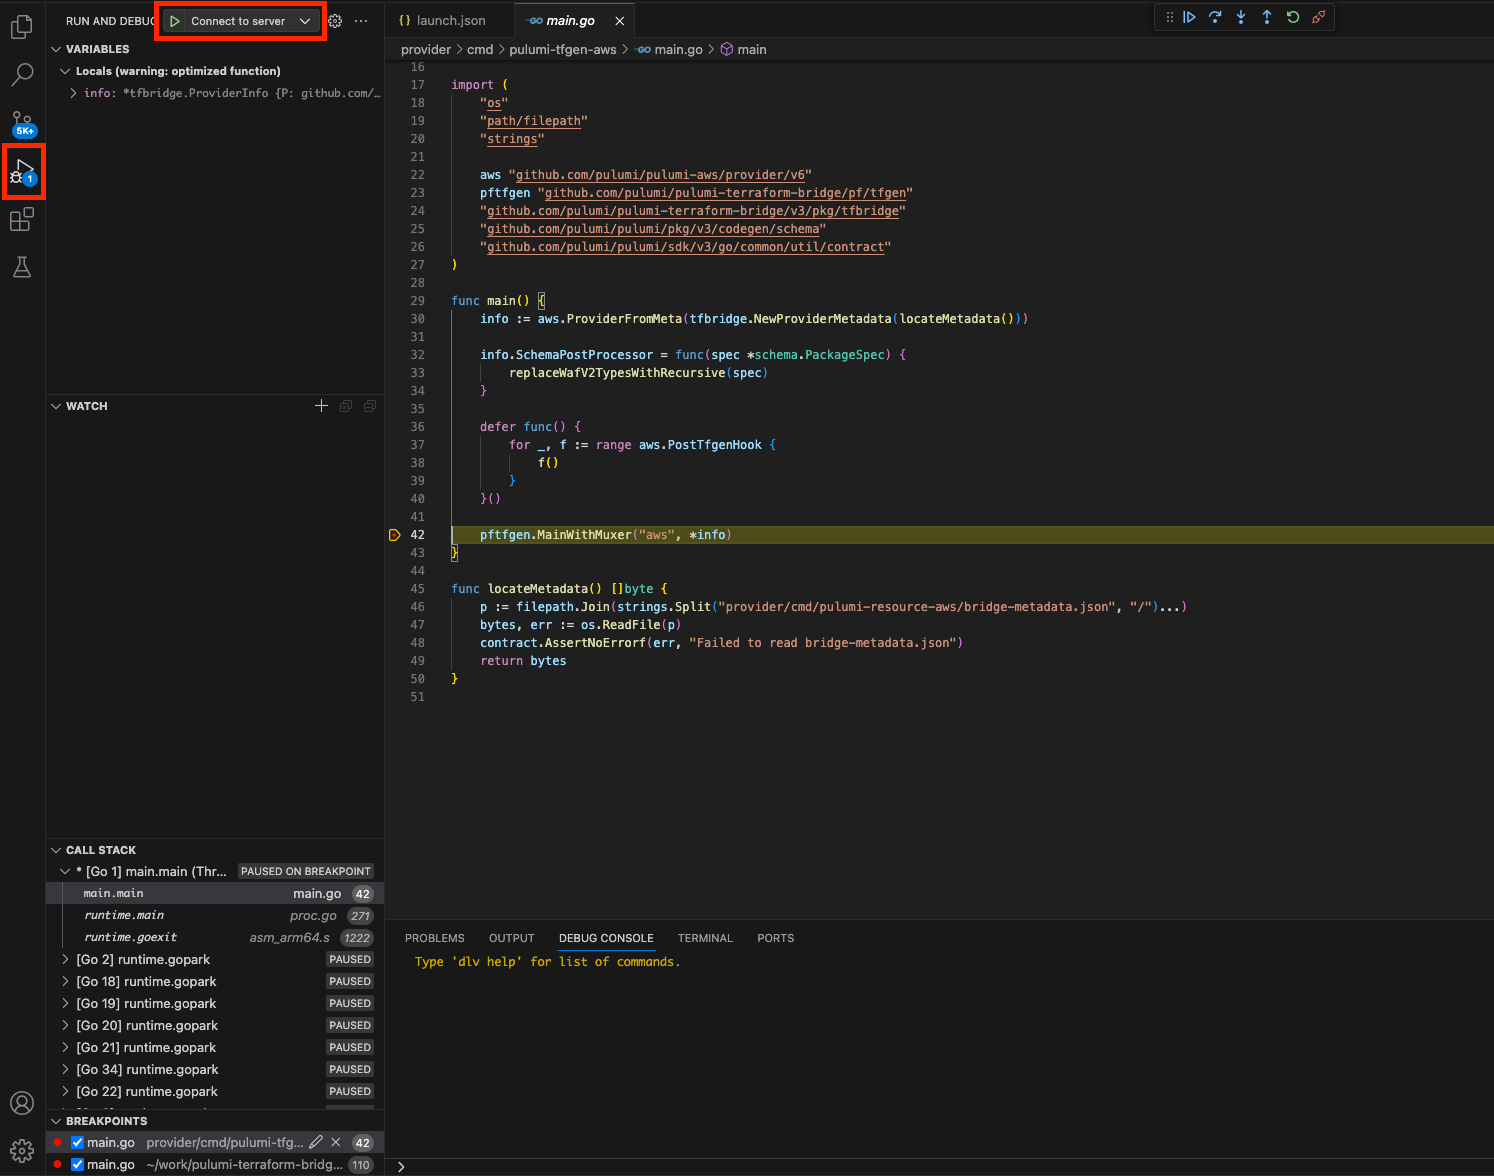 RUN AND DEBUG
Connect to server
VARIABLES
Locals (warning: optimized function)
info: *tfbridge.ProviderInfo {P: github.com/…
5K+
1
WATCH
CALL STACK
* [Go 1] main.main (Thr... PAUSED ON BREAKPOINT
main.main main.go 42
runtime.main proc.go 271
runtime.goexit asm_arm64.s 1222
[Go 2] runtime.gopark PAUSED
[Go 18] runtime.gopark PAUSED
[Go 19] runtime.gopark PAUSED
[Go 20] runtime.gopark PAUSED
[Go 21] runtime.gopark PAUSED
[Go 34] runtime.gopark PAUSED
[Go 22] runtime.gopark PAUSED
BREAKPOINTS
main.go provider/cmd/pulumi-tfg... 42
main.go ~/work/pulumi-terraform-bridg... 110
{} launch.json
GO main.go
provider > cmd > pulumi-tfgen-aws > GO main.go > main
16
17 import (
18 "os"
19 "path/filepath"
20 "strings"
21
22 aws "github.com/pulumi/pulumi-aws/provider/v6"
23 pftfgen "github.com/pulumi/pulumi-terraform-bridge/pf/tfgen"
24 "github.com/pulumi/pulumi-terraform-bridge/v3/pkg/tfbridge"
25 "github.com/pulumi/pulumi/pkg/v3/codegen/schema"
26 "github.com/pulumi/pulumi/sdk/v3/go/common/util/contract"
27 )
28
29 func main() {
30 info := aws.ProviderFromMeta(tfbridge.NewProviderMetadata(locateMetadata()))
31
32 info.SchemaPostProcessor = func(spec *schema.PackageSpec) {
33 replaceWafV2TypesWithRecursive(spec)
34 }
35
36 defer func() {
37 for _, f := range aws.PostTfgenHook {
38 f()
39 }
40 }()
41
42 pftfgen.MainWithMuxer("aws", *info)
43 }
44
45 func locateMetadata() []byte {
46 p := filepath.Join(strings.Split("provider/cmd/pulumi-resource-aws/bridge-metadata.json", "/")...)
47 bytes, err := os.ReadFile(p)
48 contract.AssertNoErrorf(err, "Failed to read bridge-metadata.json")
49 return bytes
50 }
51
PROBLEMS OUTPUT DEBUG CONSOLE TERMINAL PORTS
Type 'dlv help' for list of commands.
>